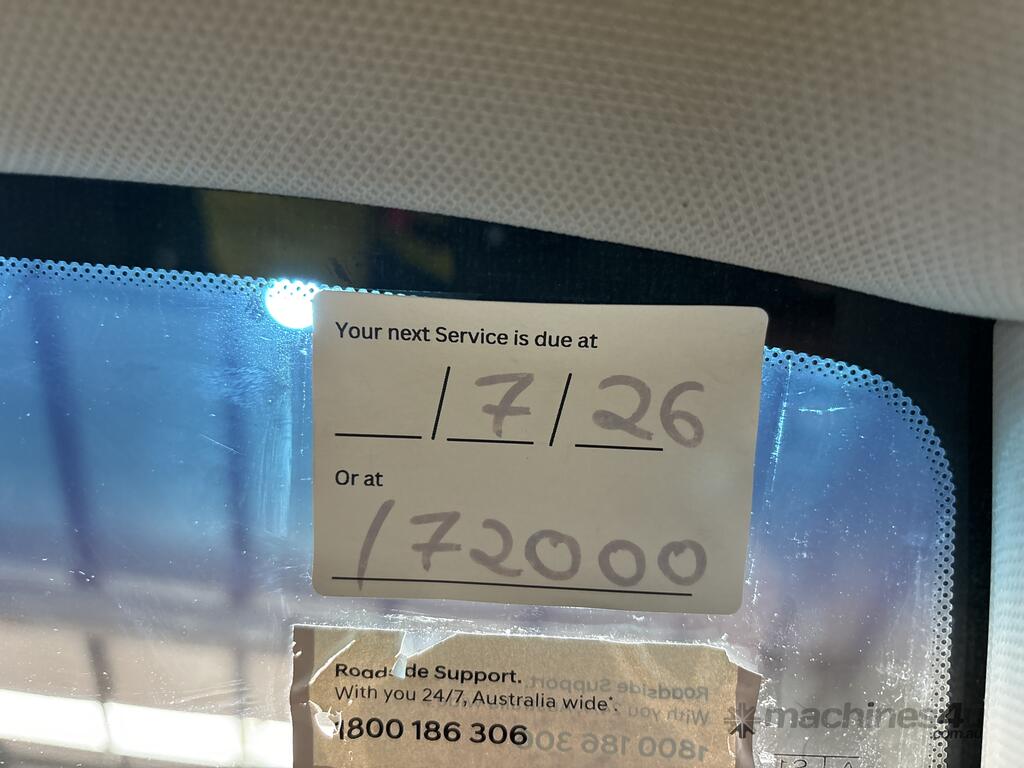 Your next Service is due at
/7/26
Or at
172000
Roadside Support.
With you 24/7, Australia wide*.
1800 186 306
machines4u
.com.au